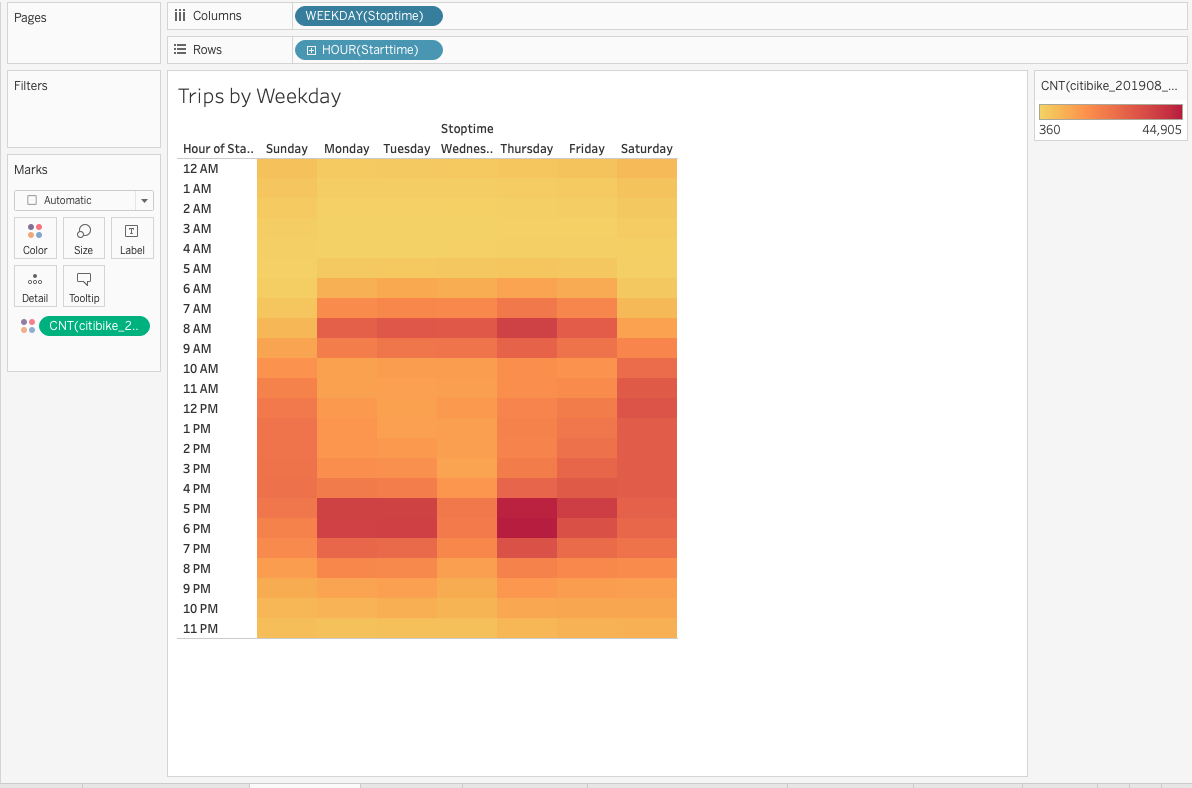 Pages
Columns
WEEKDAY(Stoptime)
Rows
HOUR(Starttime)
Filters
Marks
Automatic
Color
Size
Label
Detail
Tooltip
CNT(citibike_2..
Trips by Weekday
Stoptime
Hour of Sta.. Sunday Monday Tuesday Wednes.. Thursday Friday Saturday
12 AM
1 AM
2 AM
3 AM
4 AM
5 AM
6 AM
7 AM
8 AM
9 AM
10 AM
11 AM
12 PM
1 PM
2 PM
3 PM
4 PM
5 PM
6 PM
7 PM
8 PM
9 PM
10 PM
11 PM
CNT(citibike_201908_...
360 44,905